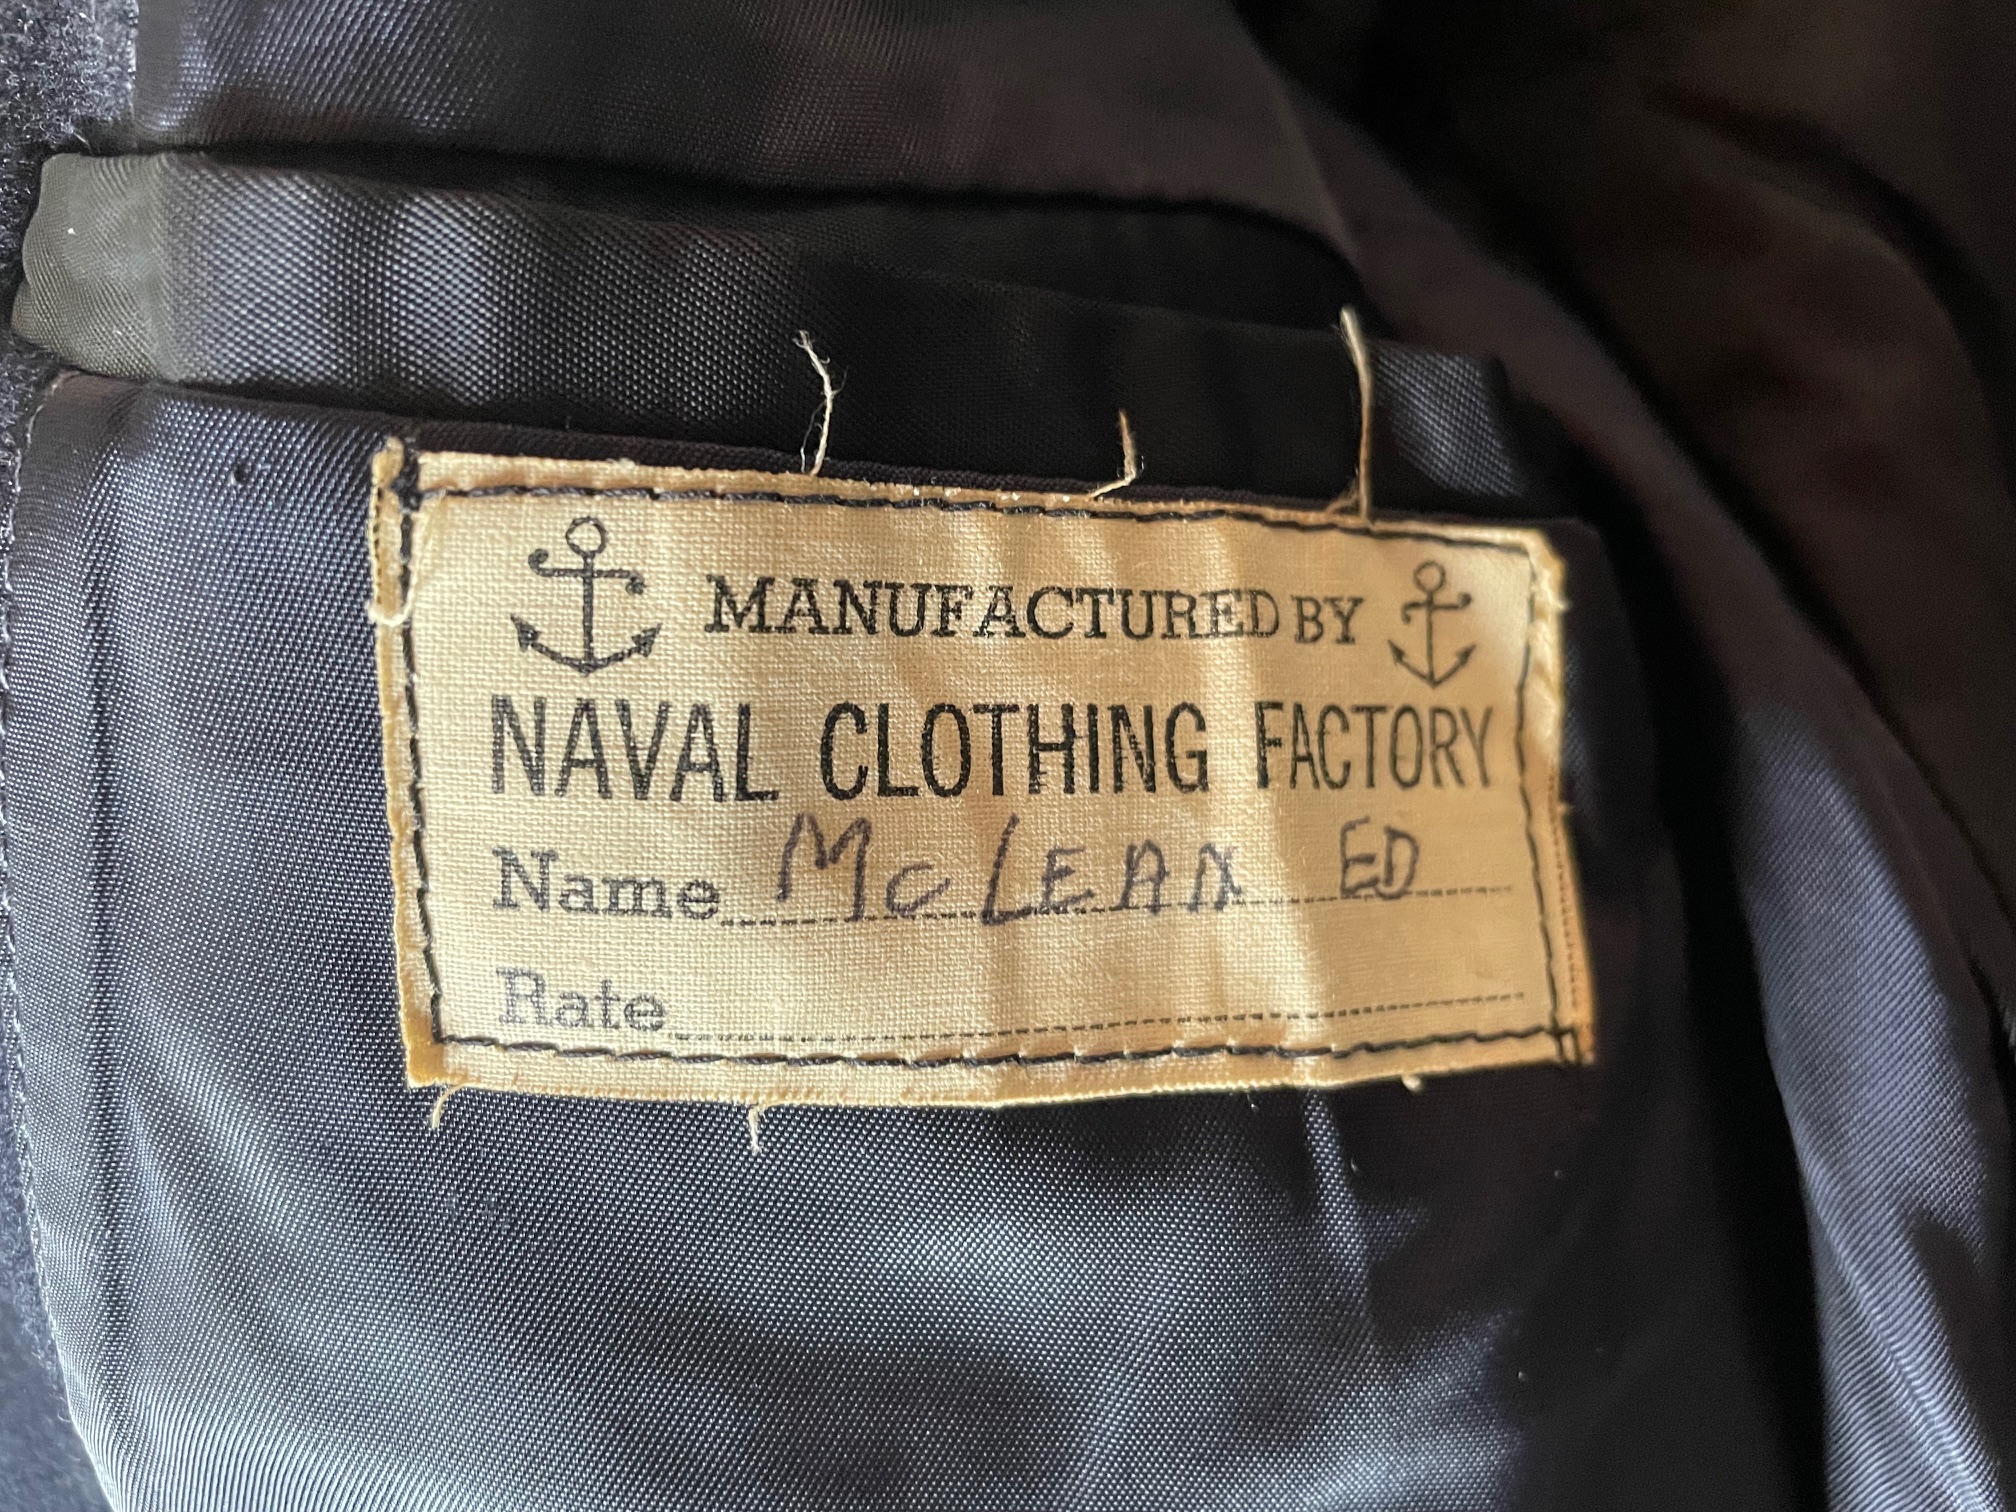 MANUFACTURED BY
NAVAL CLOTHING FACTORY
Name McLEAN ED
Rate